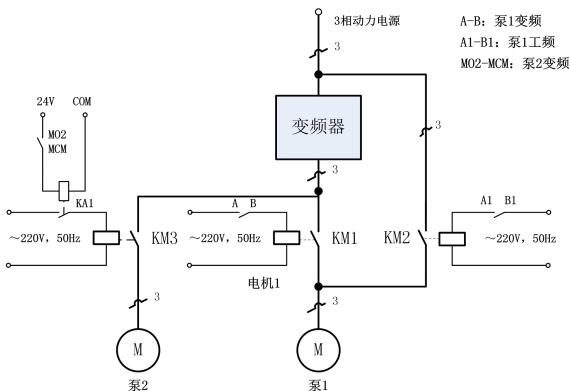 3相动力电源
A-B：泵1变频
A1-B1：泵1工频
MO2-MCM：泵2变频
3
24V
COM
MO2
MCM
变频器
3
3
KA1
A B
A1 B1
～220V，50Hz
KM3
～220V，50Hz
KM1
KM2
～220V，50Hz
电机1
3
3
M
M
泵2
泵1